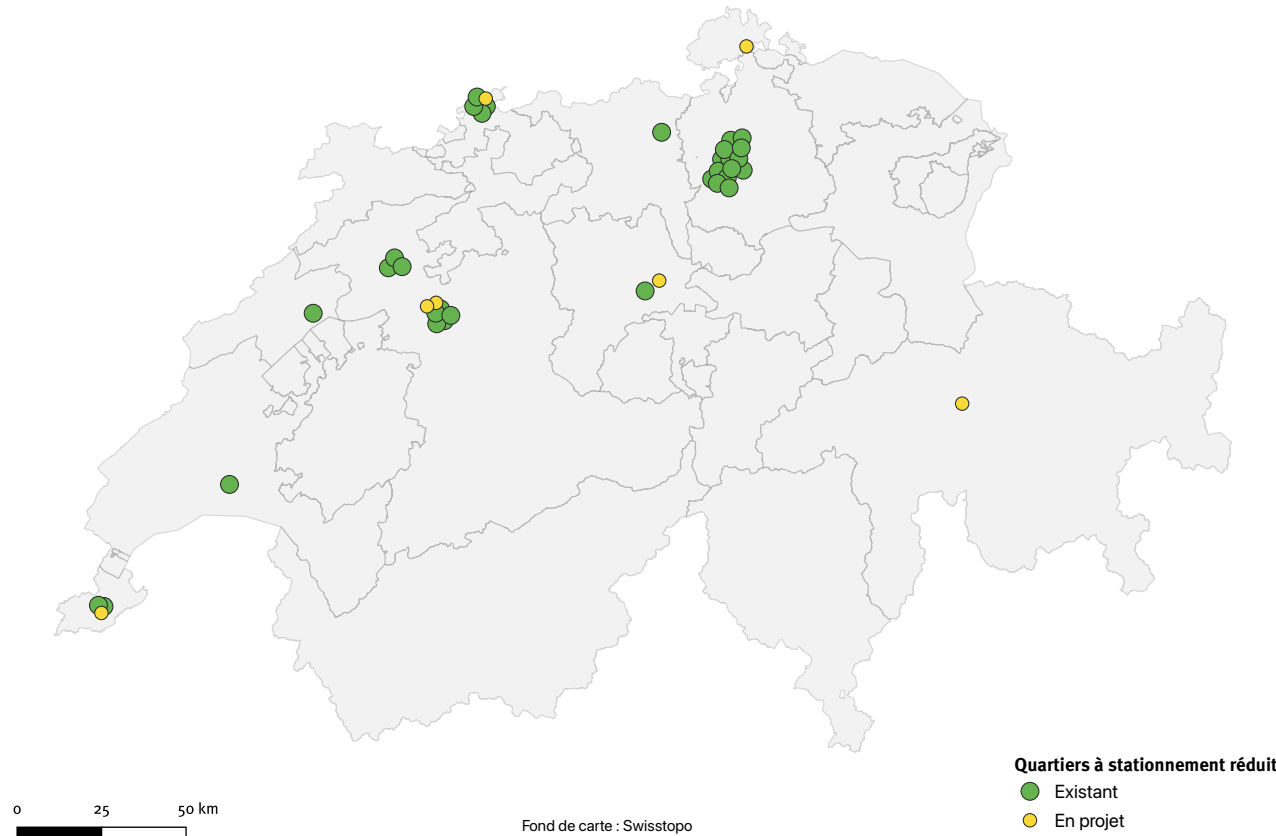 Quartiers à stationnement réduit
Existant
En projet
0 25 50 km
Fond de carte : Swisstopo